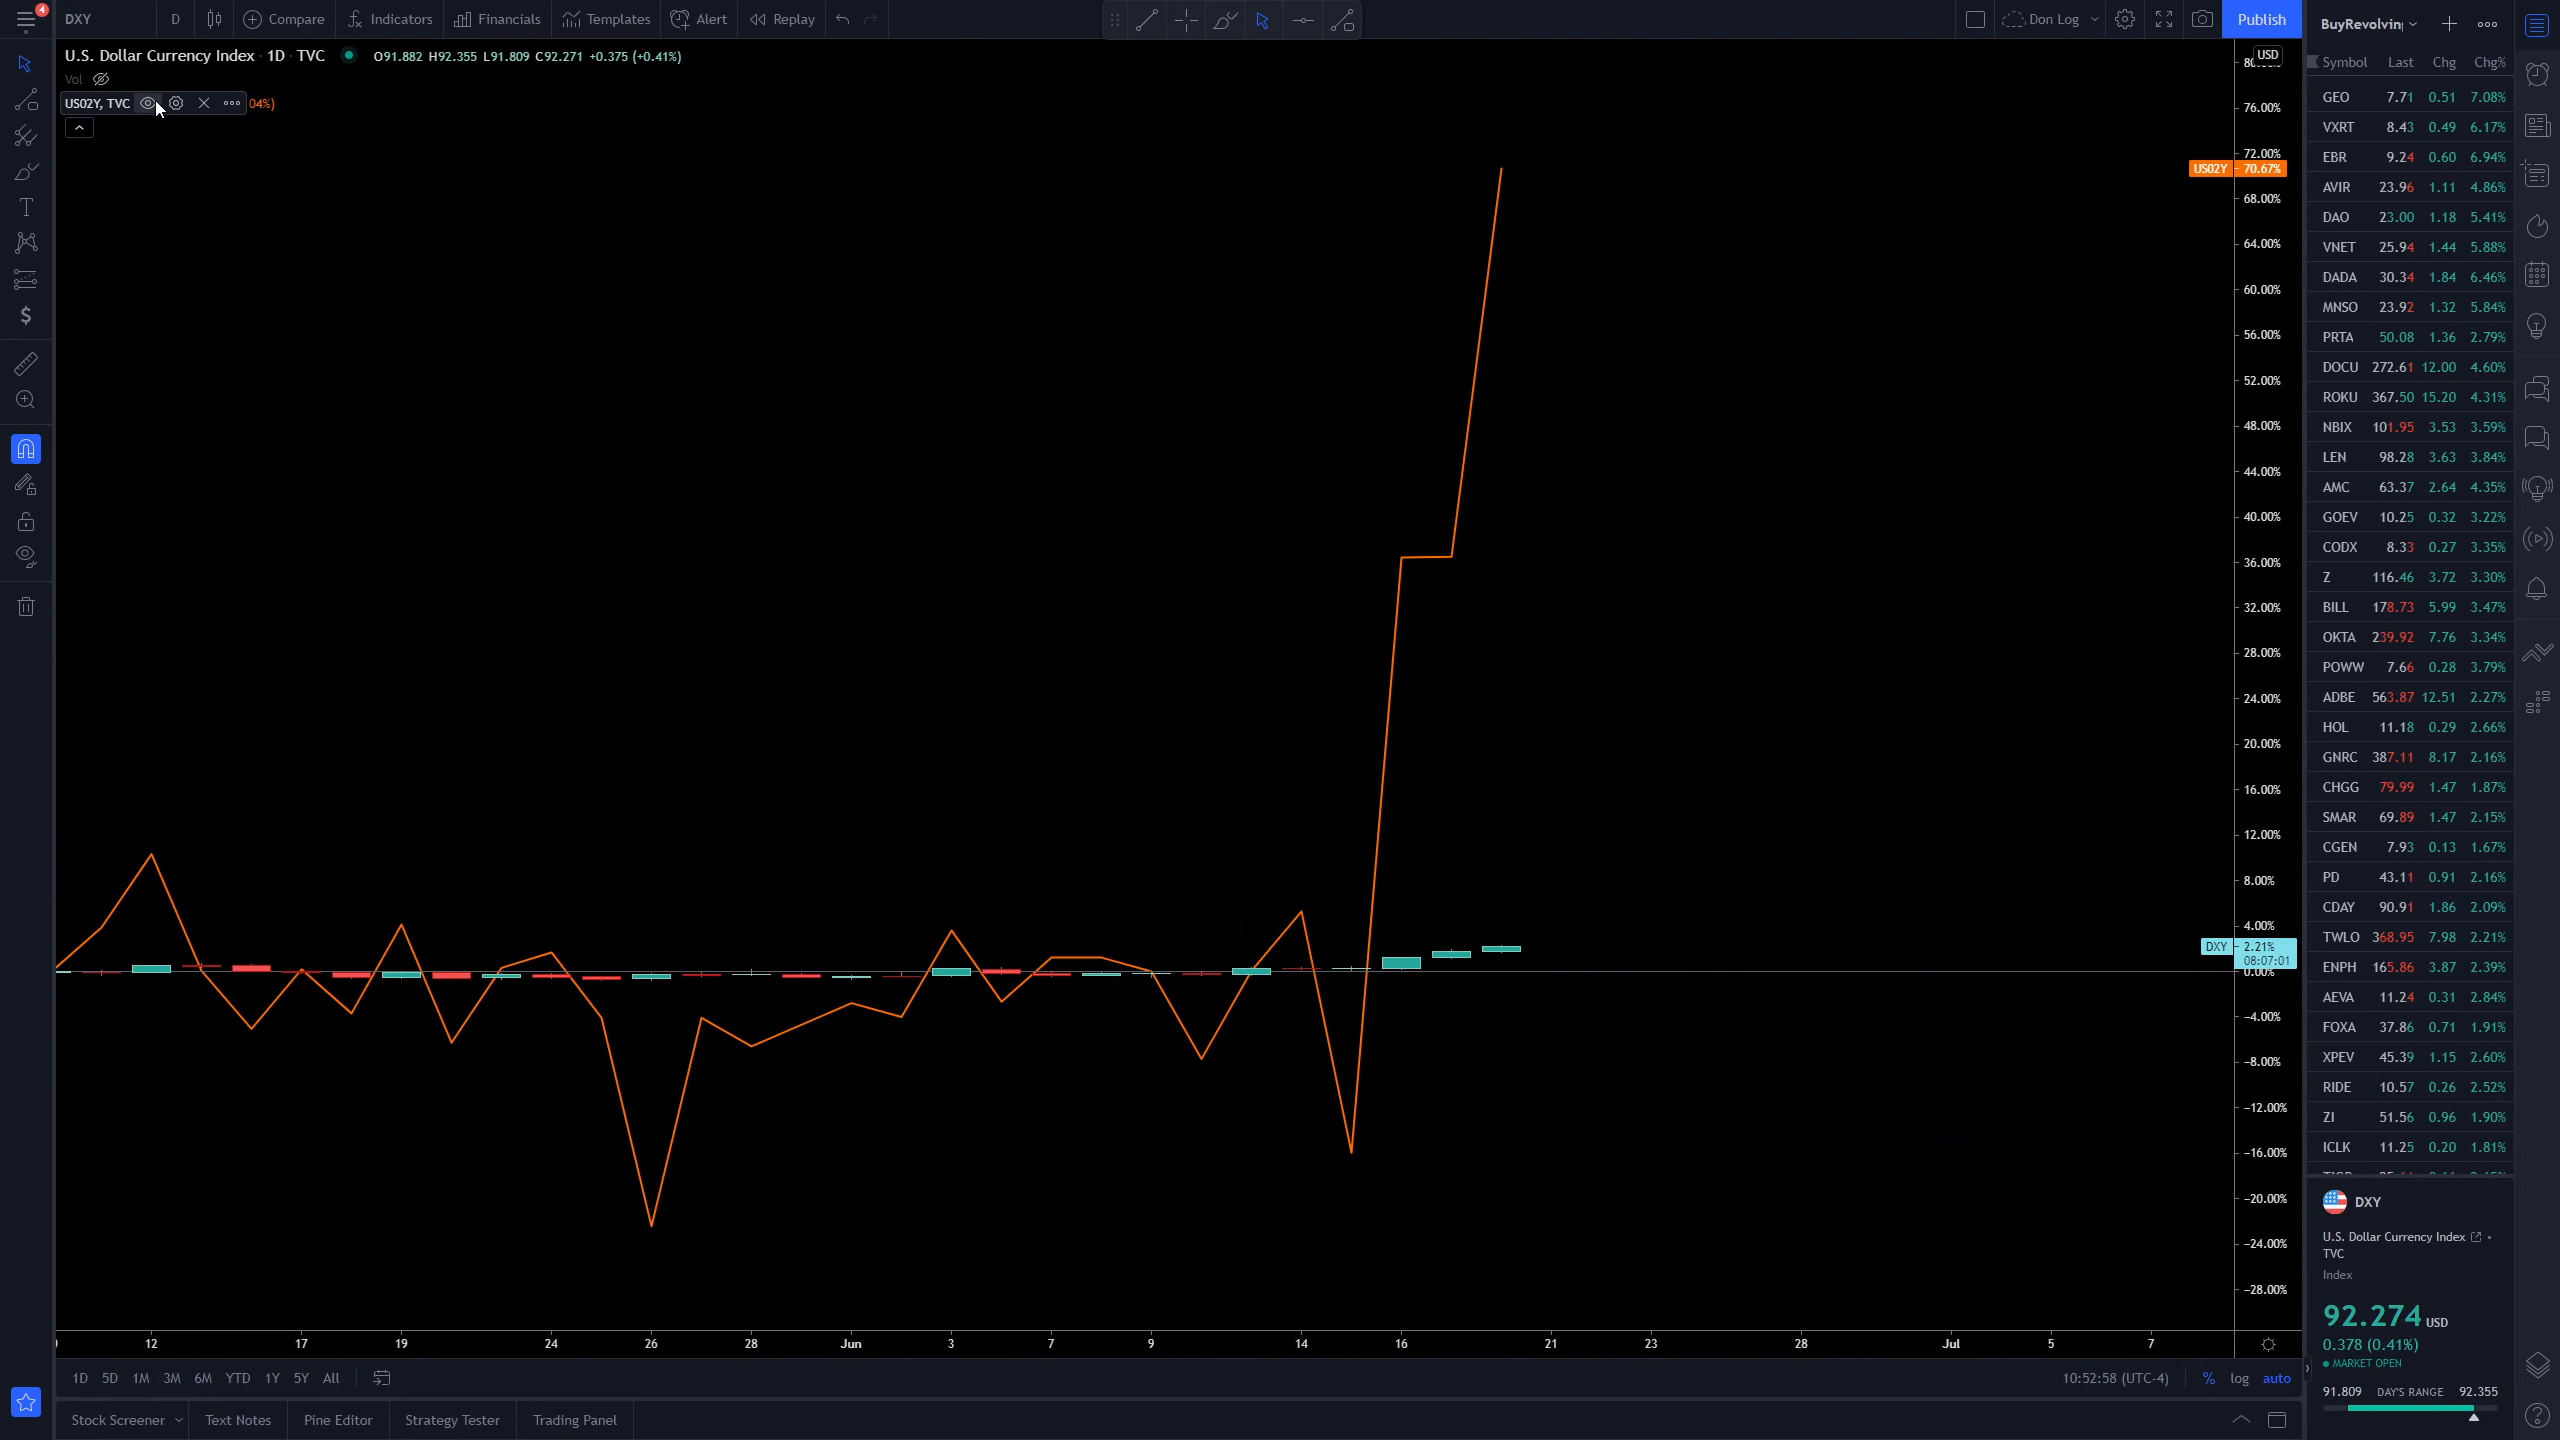 4
DXY D Compare Indicators Financials Templates Alert Replay Don Log Publish
U.S. Dollar Currency Index · 1D · TVC O91.882 H92.355 L91.809 C92.271 +0.375 (+0.41%)
Vol
US02Y, TVC 04%)
USD
76.00%
72.00%
US02Y 70.67%
68.00%
64.00%
60.00%
56.00%
52.00%
48.00%
44.00%
40.00%
36.00%
32.00%
28.00%
24.00%
20.00%
16.00%
12.00%
8.00%
4.00%
DXY 2.21%
08:07:01
0.00%
-4.00%
-8.00%
-12.00%
-16.00%
-20.00%
-24.00%
-28.00%
12 17 19 24 26 28 Jun 3 7 9 14 16 21 23 28 Jul 5 7
1D 5D 1M 3M 6M YTD 1Y 5Y All 10:52:58 (UTC-4) % log auto
Stock Screener Text Notes Pine Editor Strategy Tester Trading Panel
BuyRevolvin
Symbol Last Chg Chg%
GEO 7.71 0.51 7.08%
VXRT 8.43 0.49 6.17%
EBR 9.24 0.60 6.94%
AVIR 23.96 1.11 4.86%
DAO 23.00 1.18 5.41%
VNET 25.94 1.44 5.88%
DADA 30.34 1.84 6.46%
MNSO 23.92 1.32 5.84%
PRTA 50.08 1.36 2.79%
DOCU 272.61 12.00 4.60%
ROKU 367.50 15.20 4.31%
NBIX 101.95 3.53 3.59%
LEN 98.28 3.63 3.84%
AMC 63.37 2.64 4.35%
GOEV 10.25 0.32 3.22%
CODX 8.33 0.27 3.35%
Z 116.46 3.72 3.30%
BILL 178.73 5.99 3.47%
OKTA 239.92 7.76 3.34%
POWW 7.66 0.28 3.79%
ADBE 563.87 12.51 2.27%
HOL 11.18 0.29 2.66%
GNRC 387.11 8.17 2.16%
CHGG 79.99 1.47 1.87%
SMAR 69.89 1.47 2.15%
CGEN 7.93 0.13 1.67%
PD 43.11 0.91 2.16%
CDAY 90.91 1.86 2.09%
TWLO 368.95 7.98 2.21%
ENPH 165.86 3.87 2.39%
AEVA 11.24 0.31 2.84%
FOXA 37.86 0.71 1.91%
XPEV 45.39 1.15 2.60%
RIDE 10.57 0.26 2.52%
ZI 51.56 0.96 1.90%
ICLK 11.25 0.20 1.81%
DXY
U.S. Dollar Currency Index •
TVC
Index
92.274 USD
0.378 (0.41%)
• MARKET OPEN
91.809 DAY'S RANGE 92.355